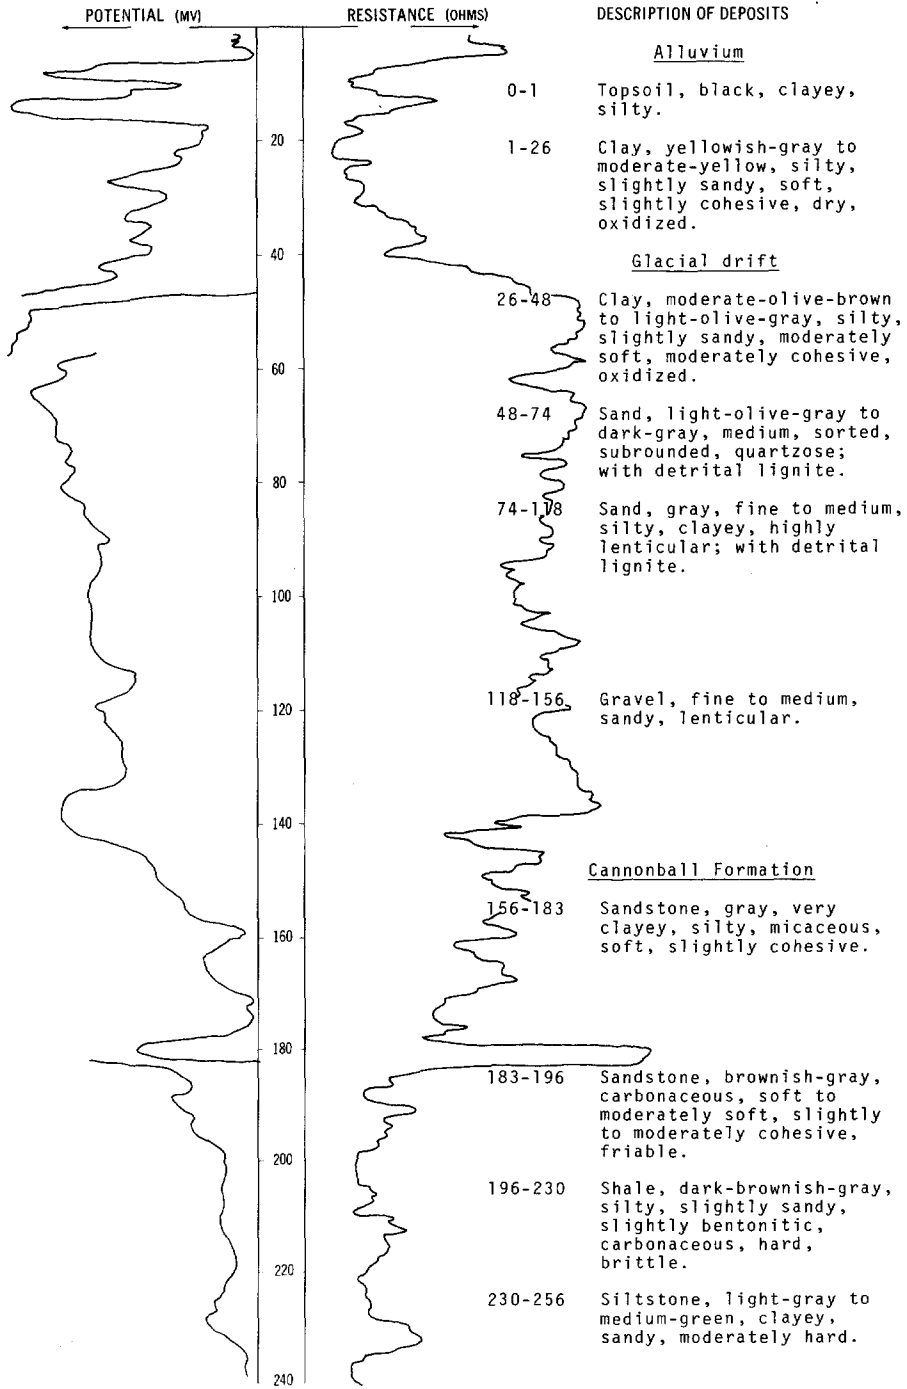 POTENTIAL (MV) RESISTANCE (OHMS) DESCRIPTION OF DEPOSITS
Alluvium
0-1 Topsoil, black, clayey,
silty.
20
1-26 Clay, yellowish-gray to
moderate-yellow, silty,
slightly sandy, soft,
slightly cohesive, dry,
oxidized.
40
Glacial drift
26-48 Clay, moderate-olive-brown
to light-olive-gray, silty,
slightly sandy, moderately
soft, moderately cohesive,
oxidized.
60
48-74 Sand, light-olive-gray to
dark-gray, medium, sorted,
subrounded, quartzose;
with detrital lignite.
80
74-118 Sand, gray, fine to medium,
silty, clayey, highly
lenticular; with detrital
lignite.
100
118-156 Gravel, fine to medium,
sandy, lenticular.
120
140
Cannonball Formation
156-183 Sandstone, gray, very
clayey, silty, micaceous,
soft, slightly cohesive.
160
180
183-196 Sandstone, brownish-gray,
carbonaceous, soft to
moderately soft, slightly
to moderately cohesive,
friable.
200
196-230 Shale, dark-brownish-gray,
silty, slightly sandy,
slightly bentonitic,
carbonaceous, hard,
brittle.
220
230-256 Siltstone, light-gray to
medium-green, clayey,
sandy, moderately hard.
240